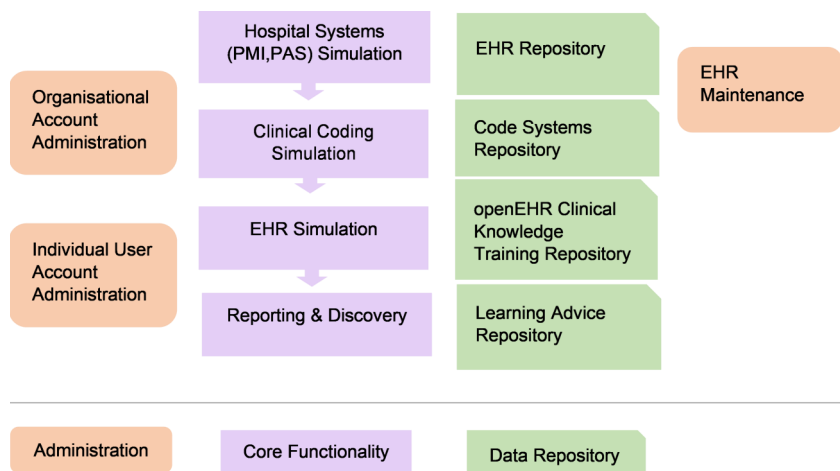 Hospital Systems
(PMI,PAS) Simulation
EHR Repository
EHR
Maintenance
Organisational
Account
Administration
Clinical Coding
Simulation
Code Systems
Repository
EHR Simulation
openEHR Clinical
Knowledge
Training Repository
Individual User
Account
Administration
Reporting & Discovery
Learning Advice
Repository
Administration
Core Functionality
Data Repository